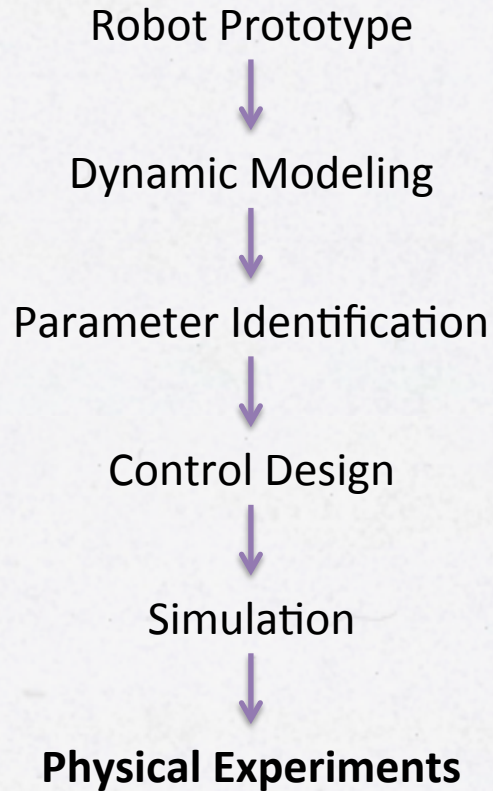 Robot Prototype
Dynamic Modeling
Parameter Identification
Control Design
Simulation
Physical Experiments